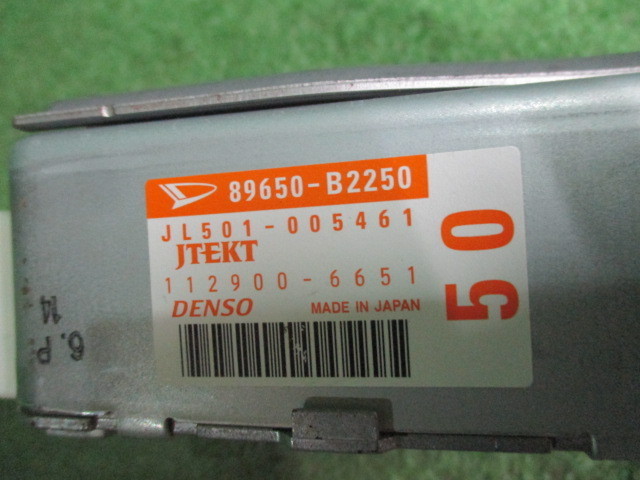 89650-B2250
JL501-005461
JTEKT
112900-6651
DENSO MADE IN JAPAN
50
6.P
14